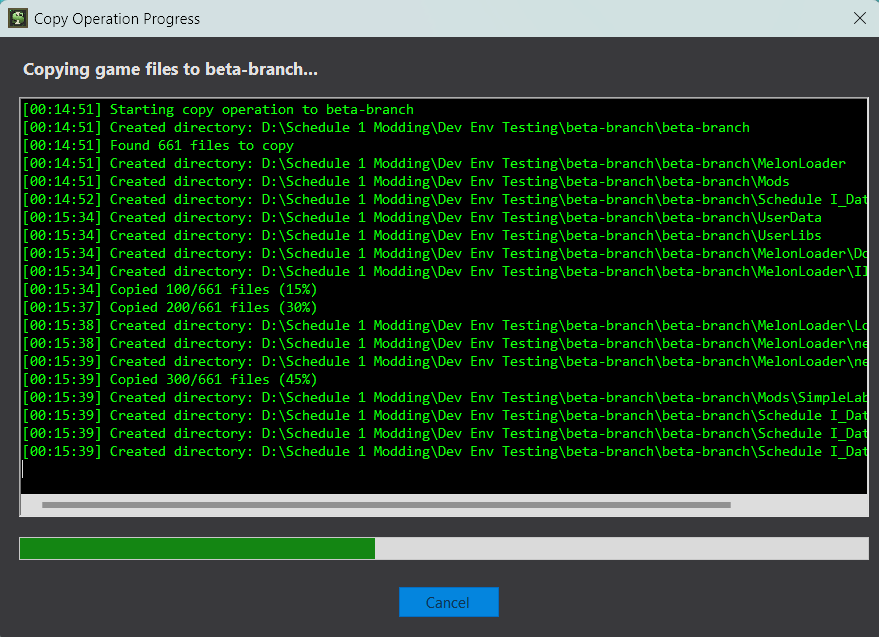 Copy Operation Progress
Copying game files to beta-branch...
[00:14:51] Starting copy operation to beta-branch
[00:14:51] Created directory: D:\Schedule 1 Modding\Dev Env Testing\beta-branch\beta-branch
[00:14:51] Found 661 files to copy
[00:14:51] Created directory: D:\Schedule 1 Modding\Dev Env Testing\beta-branch\beta-branch\MelonLoader
[00:14:51] Created directory: D:\Schedule 1 Modding\Dev Env Testing\beta-branch\beta-branch\Mods
[00:14:52] Created directory: D:\Schedule 1 Modding\Dev Env Testing\beta-branch\beta-branch\Schedule I_Dat
[00:15:34] Created directory: D:\Schedule 1 Modding\Dev Env Testing\beta-branch\beta-branch\UserData
[00:15:34] Created directory: D:\Schedule 1 Modding\Dev Env Testing\beta-branch\beta-branch\UserLibs
[00:15:34] Created directory: D:\Schedule 1 Modding\Dev Env Testing\beta-branch\beta-branch\MelonLoader\Do
[00:15:34] Created directory: D:\Schedule 1 Modding\Dev Env Testing\beta-branch\beta-branch\MelonLoader\Il
[00:15:34] Copied 100/661 files (15%)
[00:15:37] Copied 200/661 files (30%)
[00:15:38] Created directory: D:\Schedule 1 Modding\Dev Env Testing\beta-branch\beta-branch\MelonLoader\Lo
[00:15:38] Created directory: D:\Schedule 1 Modding\Dev Env Testing\beta-branch\beta-branch\MelonLoader\ne
[00:15:39] Created directory: D:\Schedule 1 Modding\Dev Env Testing\beta-branch\beta-branch\MelonLoader\ne
[00:15:39] Copied 300/661 files (45%)
[00:15:39] Created directory: D:\Schedule 1 Modding\Dev Env Testing\beta-branch\beta-branch\Mods\SimpleLab
[00:15:39] Created directory: D:\Schedule 1 Modding\Dev Env Testing\beta-branch\beta-branch\Schedule I_Dat
[00:15:39] Created directory: D:\Schedule 1 Modding\Dev Env Testing\beta-branch\beta-branch\Schedule I_Dat
[00:15:39] Created directory: D:\Schedule 1 Modding\Dev Env Testing\beta-branch\beta-branch\Schedule I_Dat
Cancel